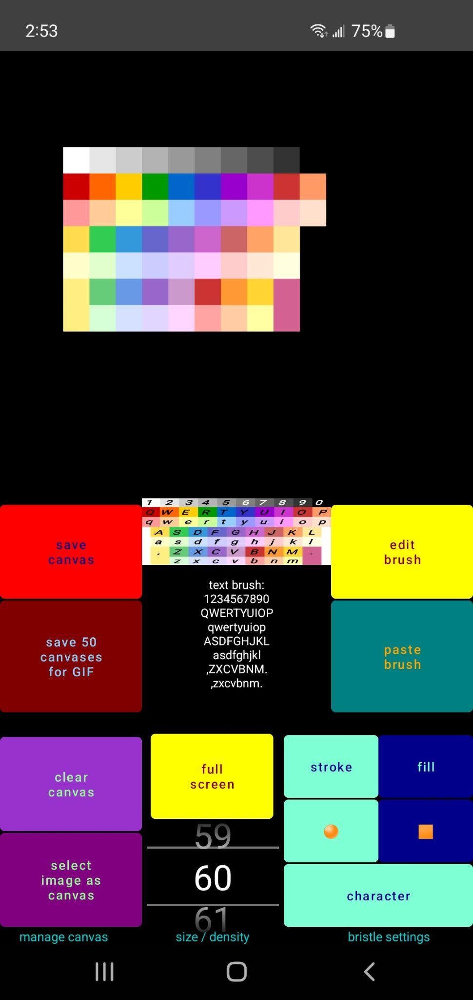 2:53
75%
1 2 3 4 5 6 7 8 9 0
Q W E R T Y U I O P
q w e r t y u i o p
A S D F G H J K L
a s d f g h j k l
, Z X C V B N M .
z x c v b n m
save
canvas
edit
brush
text brush:
1234567890
QWERTYUIOP
qwertyuiop
ASDFGHJKL
asdfghjkl
,ZXCVBNM.
,zxcvbnm.
save 50
canvases
for GIF
paste
brush
clear
canvas
full
screen
stroke
fill
59
60
61
select
image as
canvas
character
manage canvas
size / density
bristle settings